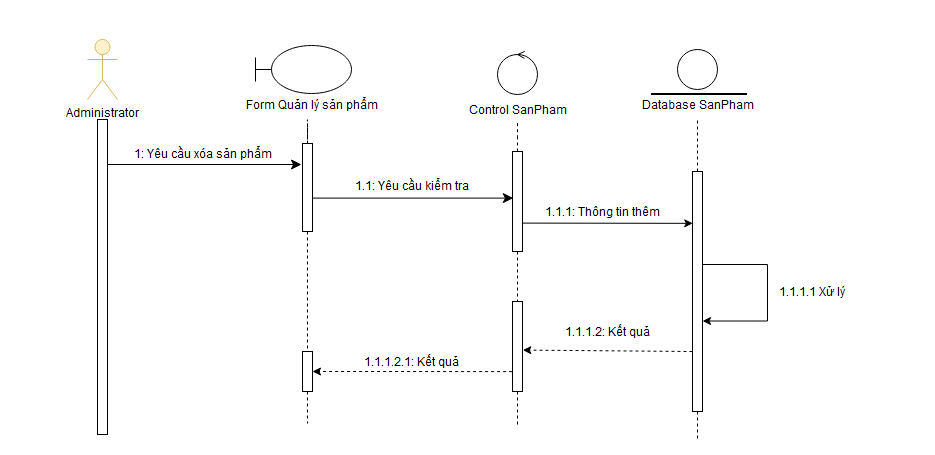 Administrator
Form Quản lý sản phẩm
Control SanPham
Database SanPham
1: Yêu cầu xóa sản phẩm
1.1: Yêu cầu kiểm tra
1.1.1: Thông tin thêm
1.1.1.1 Xử lý
1.1.1.2: Kết quả
1.1.1.2.1: Kết quả